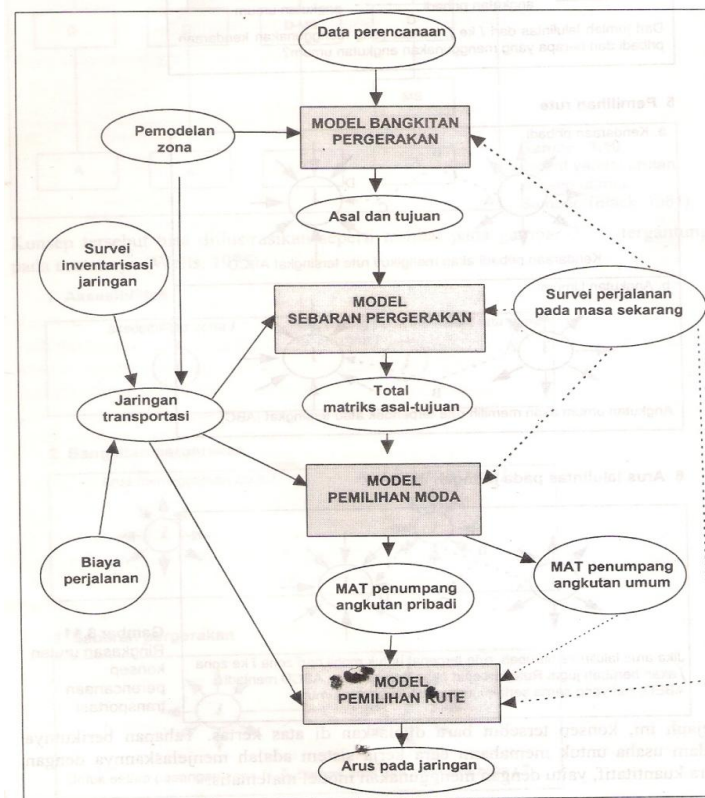 Data perencanaan
MODEL BANGKITAN
PERGERAKAN
Pemodelan
zona
Asal dan tujuan
Survei
inventarisasi
jaringan
MODEL
SEBARAN PERGERAKAN
Survei perjalanan
pada masa sekarang
Jaringan
transportasi
Total
matriks asal-tujuan
MODEL
PEMILIHAN MODA
Biaya
perjalanan
MAT penumpang
angkutan pribadi
MAT penumpang
angkutan umum
MODEL
PEMILIHAN RUTE
Arus pada jaringan